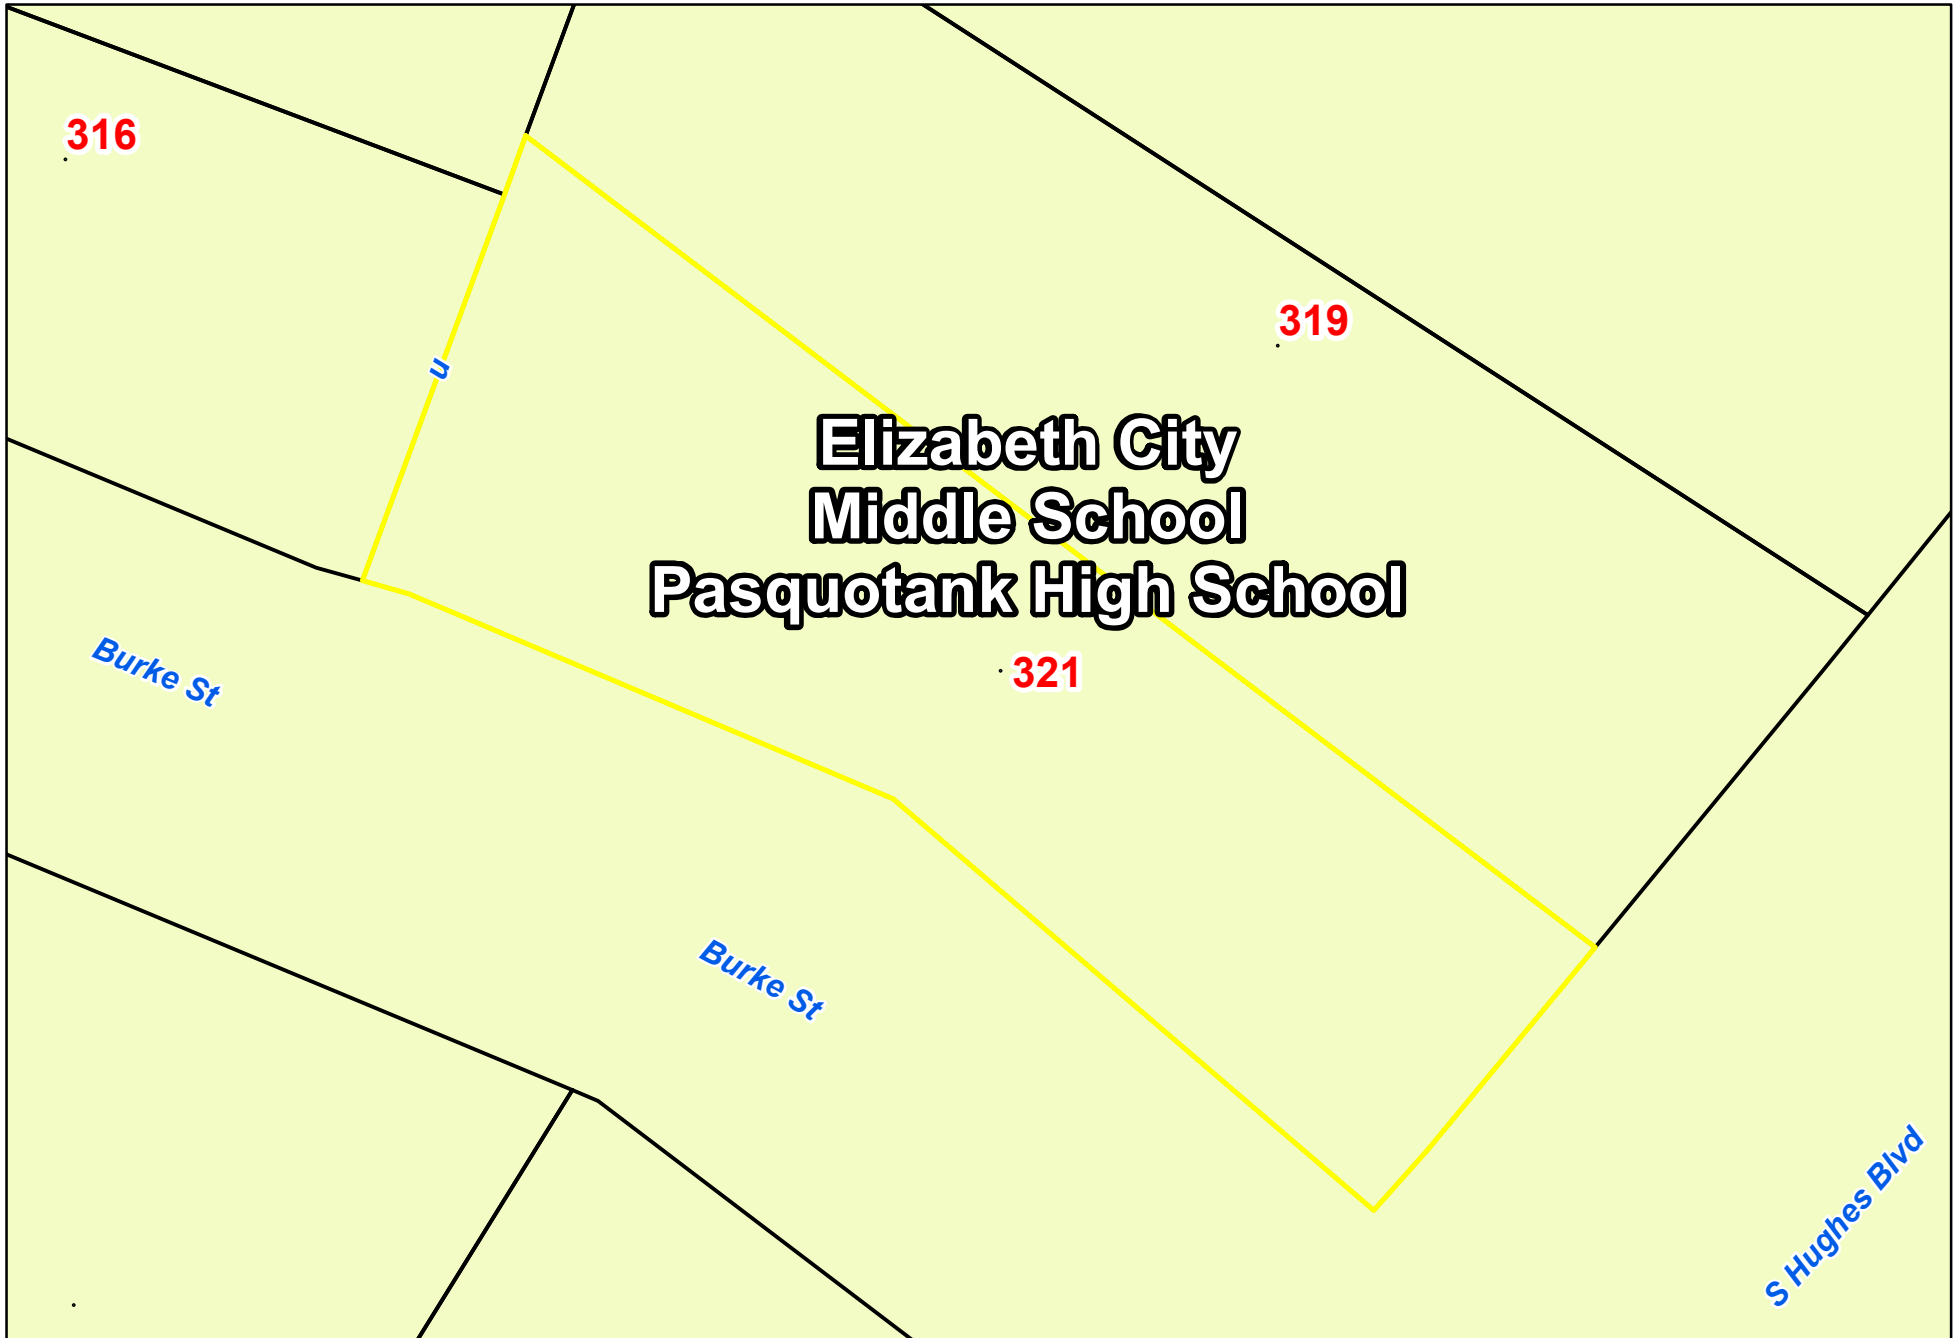 316
319
u
Elizabeth City
Middle School
Pasquotank High School
321
Burke St
Burke St
S Hughes Blvd